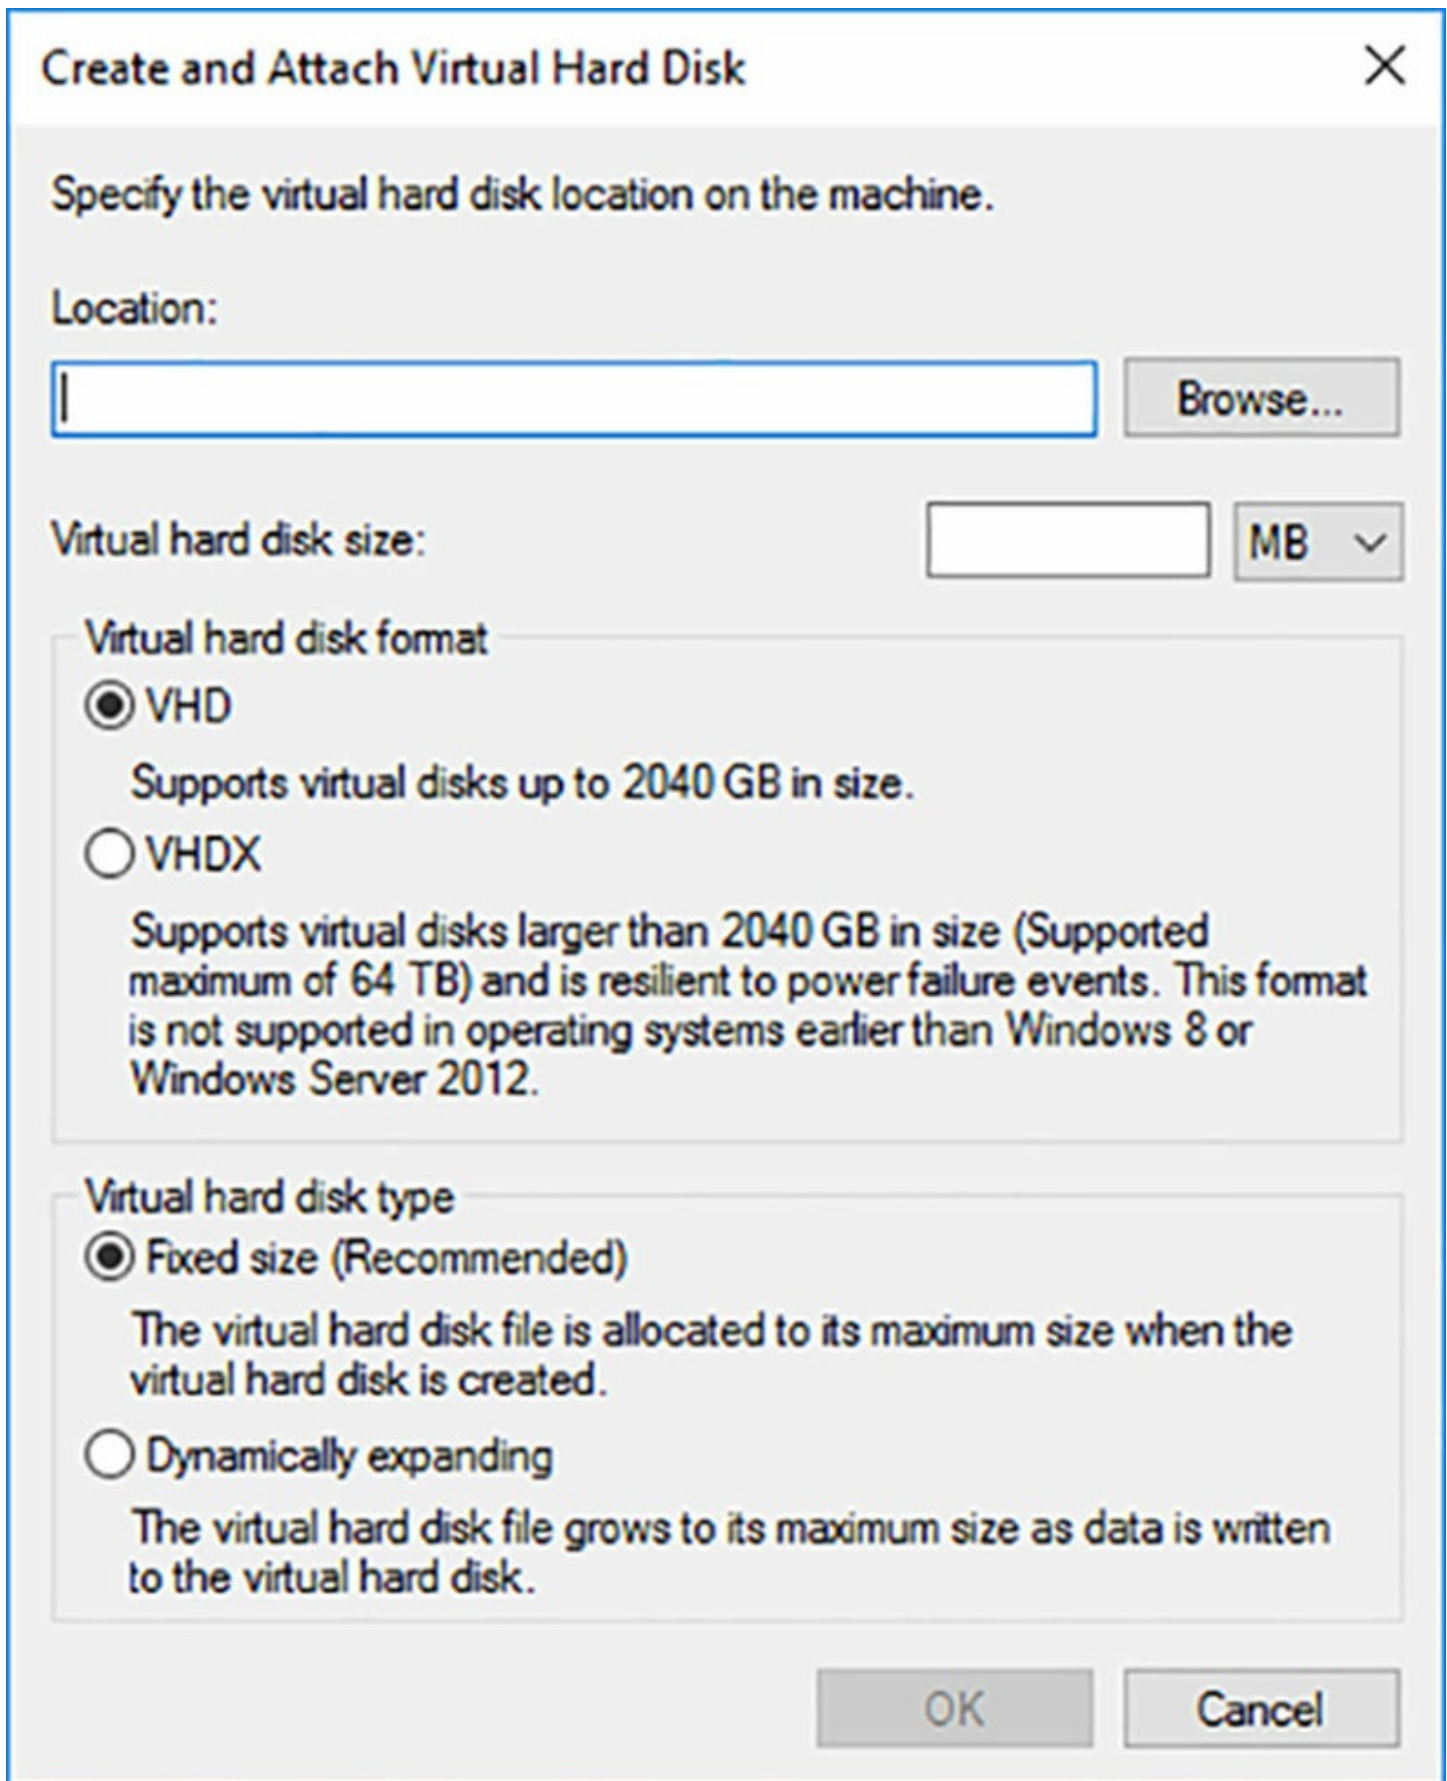 Create and Attach Virtual Hard Disk
Specify the virtual hard disk location on the machine.
Location:
Browse...
Virtual hard disk size:
MB
Virtual hard disk format
VHD
Supports virtual disks up to 2040 GB in size.
VHDX
Supports virtual disks larger than 2040 GB in size (Supported
maximum of 64 TB) and is resilient to power failure events. This format
is not supported in operating systems earlier than Windows 8 or
Windows Server 2012.
Virtual hard disk type
Fixed size (Recommended)
The virtual hard disk file is allocated to its maximum size when the
virtual hard disk is created.
Dynamically expanding
The virtual hard disk file grows to its maximum size as data is written
to the virtual hard disk.
OK
Cancel